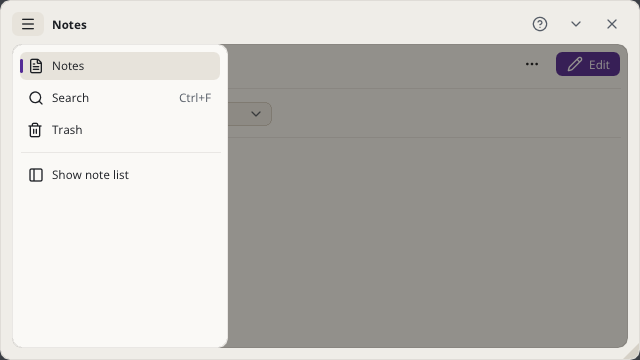 Notes
Notes
Search Ctrl+F
Trash
Show note list
Edit